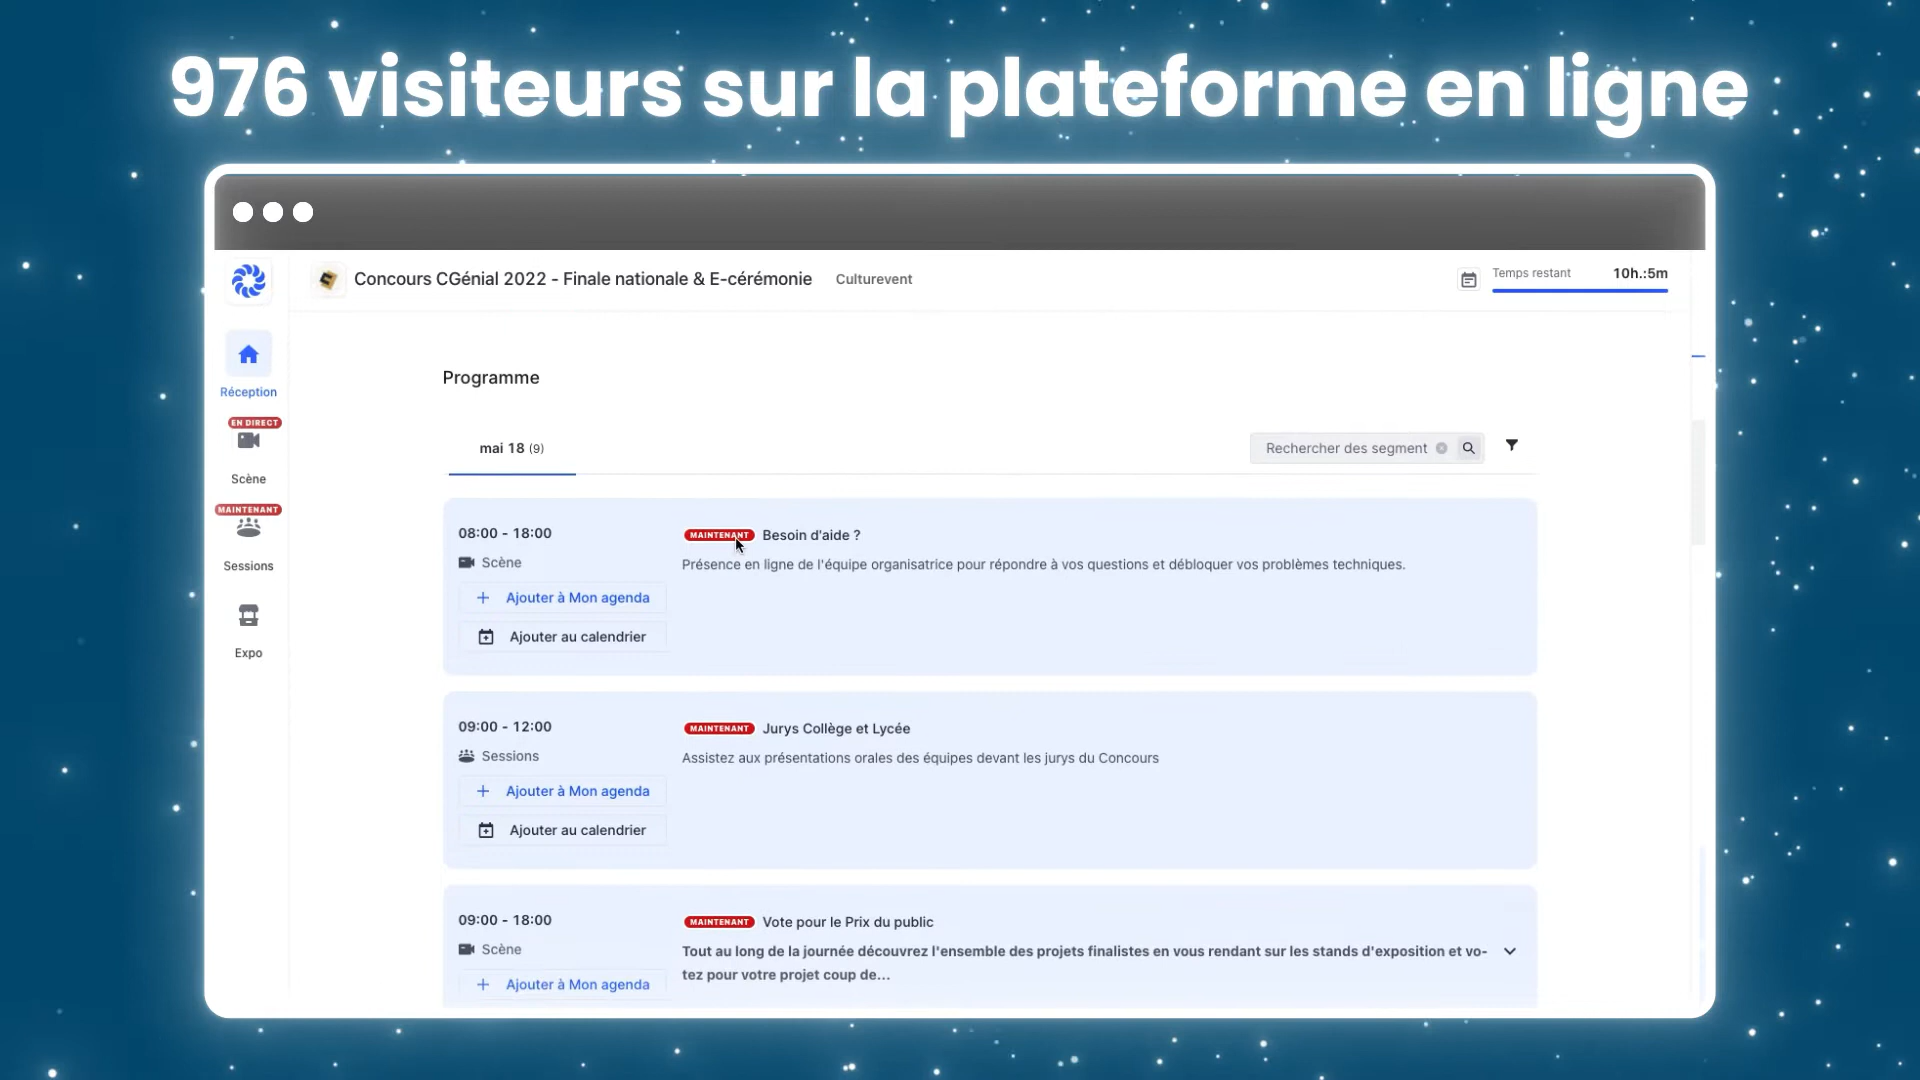 976 visiteurs sur la plateforme en ligne
Concours CGénial 2022 - Finale nationale & E-cérémonie
Culturevent
Temps restant
10h.:5m
Réception
EN DIRECT
Scène
MAINTENANT
Sessions
Expo
Programme
mai 18 (9)
Rechercher des segment
08:00 - 18:00
MAINTENANT Besoin d'aide ?
Scène
Présence en ligne de l'équipe organisatrice pour répondre à vos questions et débloquer vos problèmes techniques.
Ajouter à Mon agenda
Ajouter au calendrier
09:00 - 12:00
MAINTENANT Jurys Collège et Lycée
Sessions
Assistez aux présentations orales des équipes devant les jurys du Concours
Ajouter à Mon agenda
Ajouter au calendrier
09:00 - 18:00
MAINTENANT Vote pour le Prix du public
Scène
Tout au long de la journée découvrez l'ensemble des projets finalistes en vous rendant sur les stands d'exposition et vo-
tez pour votre projet coup de...
Ajouter à Mon agenda